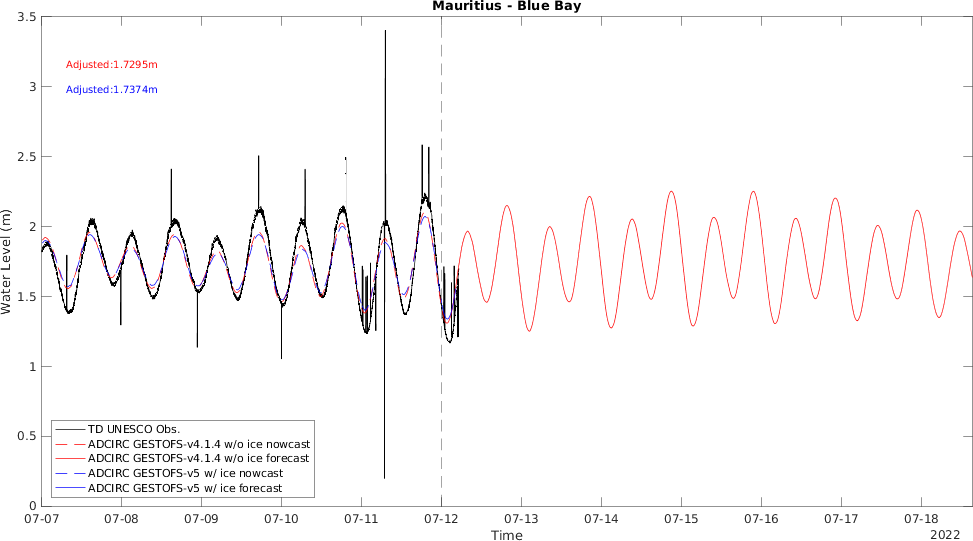 Mauritius - Blue Bay
3.5
3
2.5
2
1.5
1
0.5
0
Water Level (m)
Adjusted:1.7295m
Adjusted:1.7374m
TD UNESCO Obs.
ADCIRC GESTOFS-v4.1.4 w/o ice nowcast
ADCIRC GESTOFS-v4.1.4 w/o ice forecast
ADCIRC GESTOFS-v5 w/ ice nowcast
ADCIRC GESTOFS-v5 w/ ice forecast
07-07 07-08 07-09 07-10 07-11 07-12 07-13 07-14 07-15 07-16 07-17 07-18
Time
2022